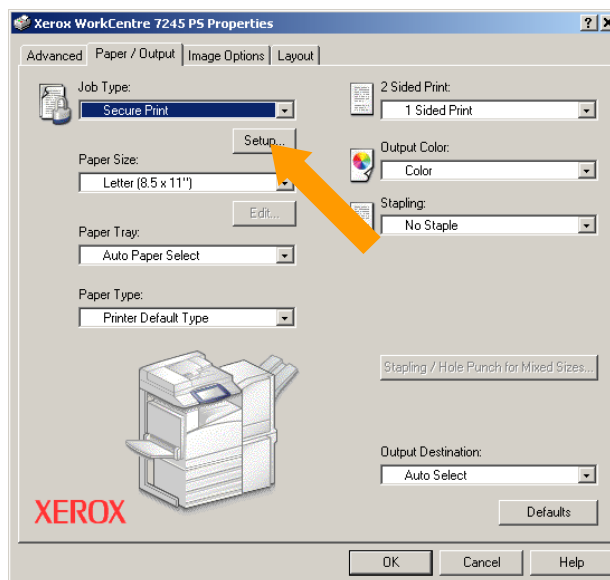 Xerox WorkCentre 7245 PS Properties
Advanced Paper / Output Image Options Layout
Job Type:
Secure Print
Setup...
Paper Size:
Letter (8.5 x 11")
Edit...
Paper Tray:
Auto Paper Select
Paper Type:
Printer Default Type
2 Sided Print:
1 Sided Print
Output Color:
Color
Stapling:
No Staple
Stapling / Hole Punch for Mixed Sizes...
Output Destination:
Auto Select
XEROX
Defaults
OK Cancel Help